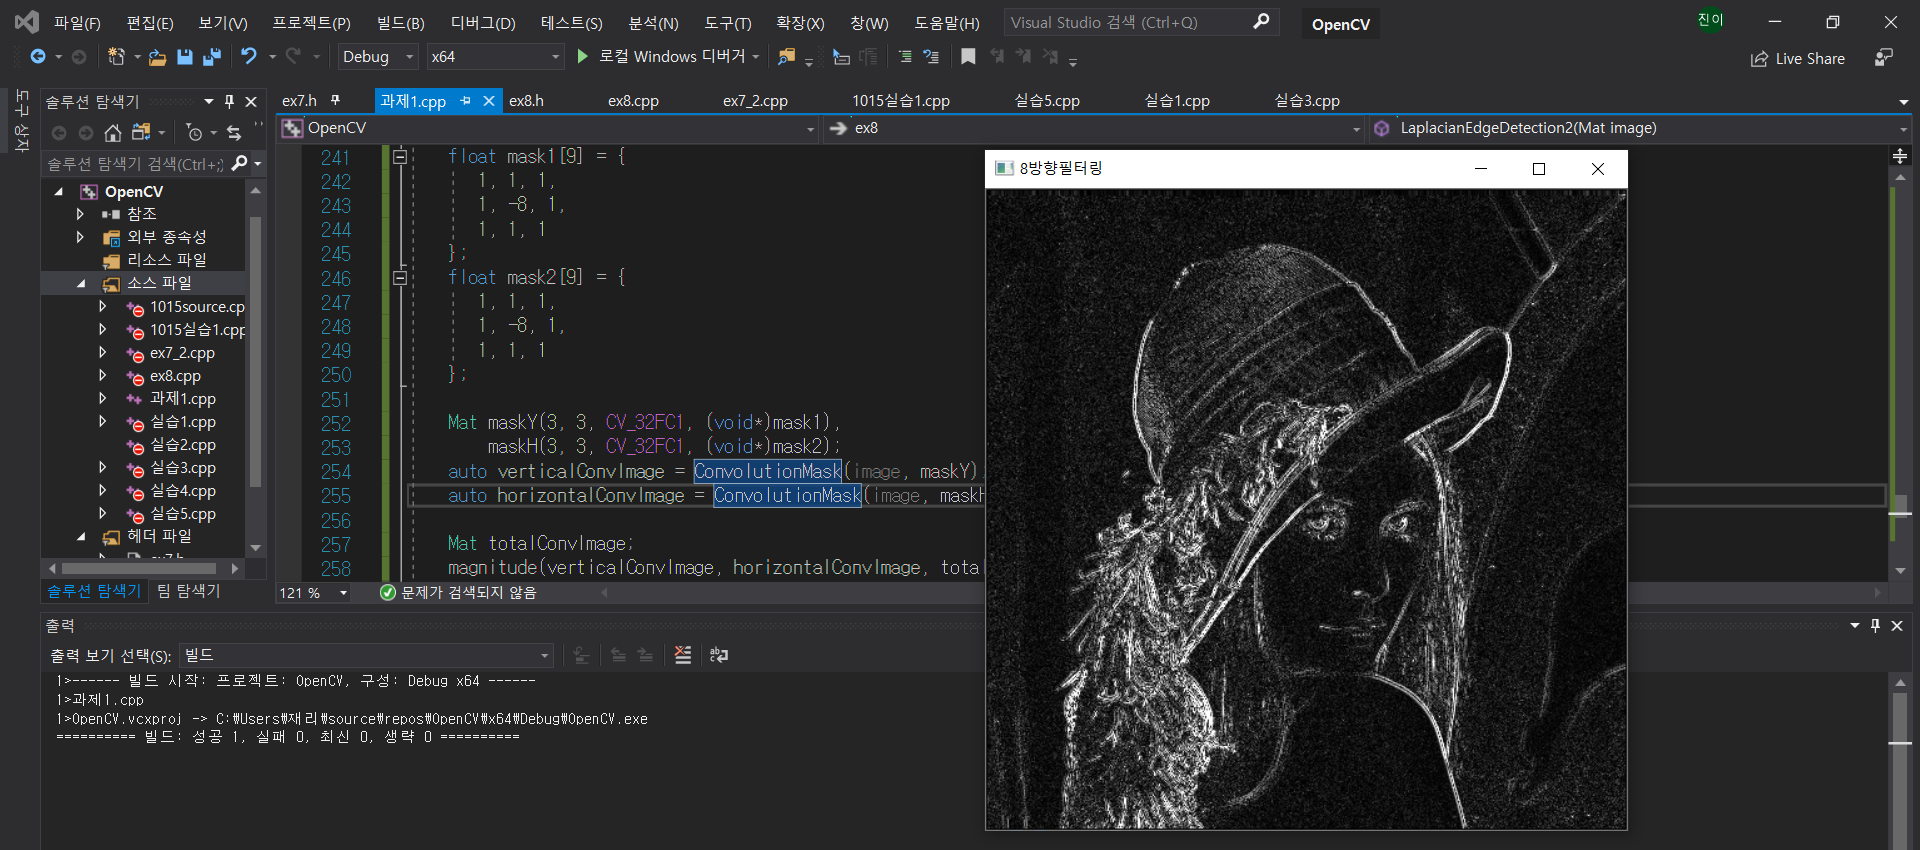 파일(F) 편집(E) 보기(V) 프로젝트(P) 빌드(B) 디버그(D) 테스트(S) 분석(N) 도구(T) 확장(X) 창(W) 도움말(H) Visual Studio 검색 (Ctrl+Q) OpenCV 진이
Debug x64 로컬 Windows 디버거 Live Share
도구 상자
솔루션 탐색기 ex7.h 과제1.cpp ex8.h ex8.cpp ex7_2.cpp 1015실습1.cpp 실습5.cpp 실습1.cpp 실습3.cpp
OpenCV ex8 LaplacianEdgeDetection2(Mat image)
솔루션 탐색기 검색(Ctrl+;)
OpenCV
참조
외부 종속성
리소스 파일
소스 파일
1015source.cp
1015실습1.cpp
ex7_2.cpp
ex8.cpp
과제1.cpp
실습1.cpp
실습2.cpp
실습3.cpp
실습4.cpp
실습5.cpp
헤더 파일
솔루션 탐색기 팀 탐색기
241 float mask1[9] = {
242 1, 1, 1,
243 1, -8, 1,
244 1, 1, 1
245 };
246 float mask2[9] = {
247 1, 1, 1,
248 1, -8, 1,
249 1, 1, 1
250 };
251
252 Mat maskY(3, 3, CV_32FC1, (void*)mask1),
253 maskH(3, 3, CV_32FC1, (void*)mask2);
254 auto verticalConvImage = ConvolutionMask(image, maskY)
255 auto horizontalConvImage = ConvolutionMask(image, mask
256
257 Mat totalConvImage;
258 magnitude(verticalConvImage, horizontalConvImage, total
121 % 문제가 검색되지 않음
8방향필터링
출력
출력 보기 선택(S): 빌드
1>------ 빌드 시작: 프로젝트: OpenCV, 구성: Debug x64 ------
1>과제1.cpp
1>OpenCV.vcxproj -> C:₩Users₩재리₩source₩repos₩OpenCV₩x64₩Debug₩OpenCV.exe
========== 빌드: 성공 1, 실패 0, 최신 0, 생략 0 ==========